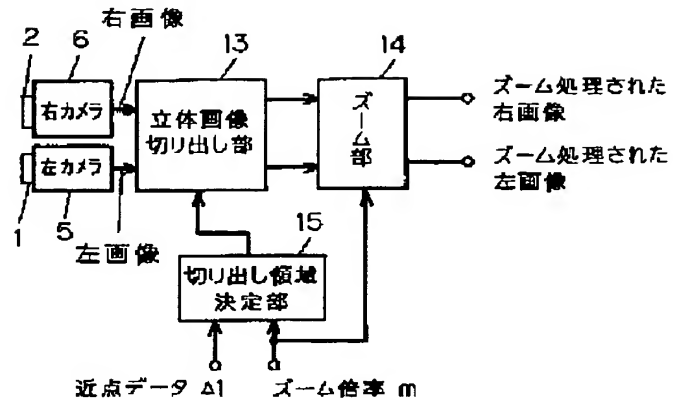 右画像
2
6
13
14
右カメラ
立体画像
切り出し部
ズーム部
ズーム処理された
右画像
左カメラ
ズーム処理された
左画像
1
5
左画像
15
切り出し領域
決定部
近点データ Δ1
ズーム倍率 m